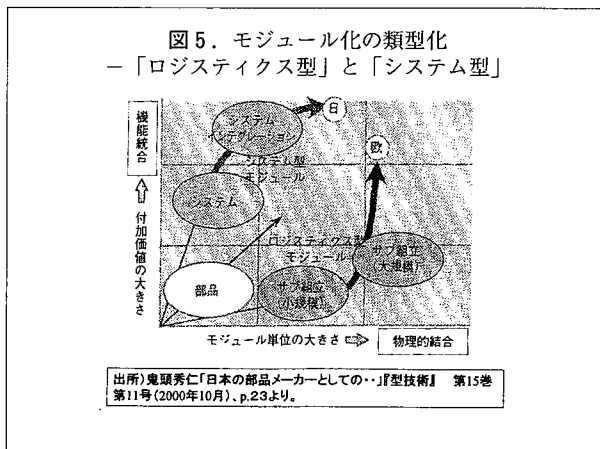 図5．モジュール化の類型化
－「ロジスティクス型」と「システム型」
機能統合
付加価値の大きさ
日
欧
システム
インテグレーション
システム型
モジュール
システム
ロジスティクス型
モジュール
部品
サブ組立
(小規模)
サブ組立
(大規模)
モジュール単位の大きさ
物理的結合
出所)鬼頭秀仁「日本の部品メーカーとしての・・」『型技術』　第15巻
第11号(2000年10月)、p.23より。